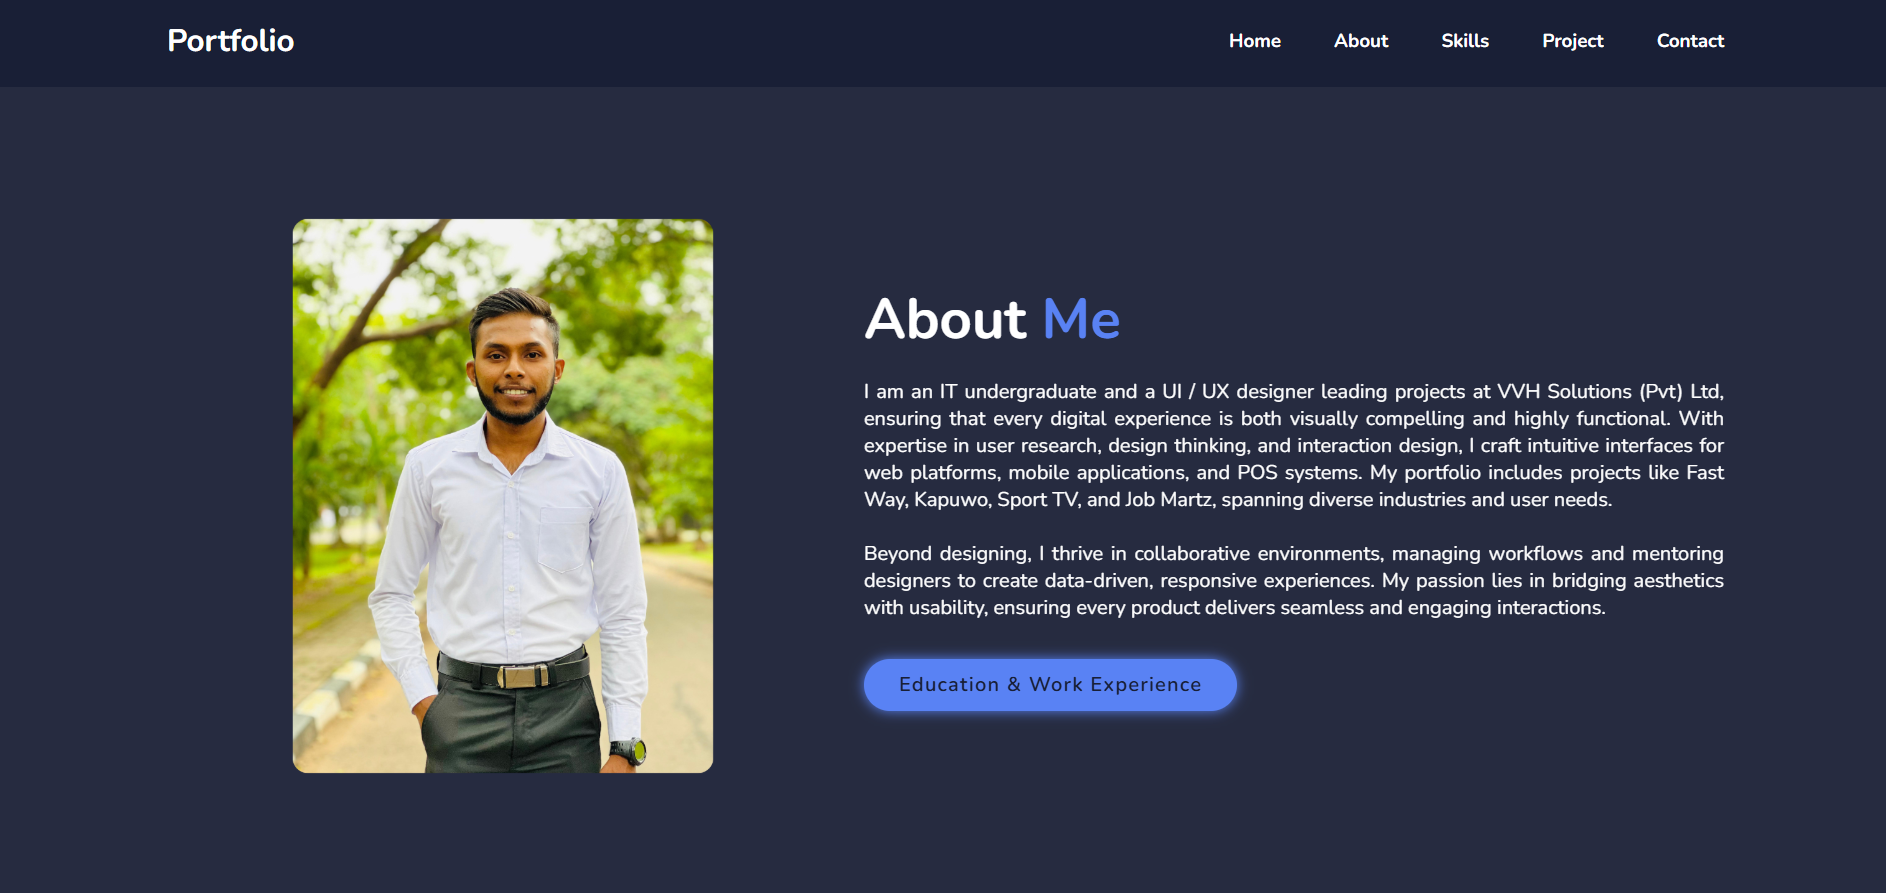 Portfolio
Home About Skills Project Contact
About Me
I am an IT undergraduate and a UI / UX designer leading projects at VVH Solutions (Pvt) Ltd,
ensuring that every digital experience is both visually compelling and highly functional. With
expertise in user research, design thinking, and interaction design, I craft intuitive interfaces for
web platforms, mobile applications, and POS systems. My portfolio includes projects like Fast
Way, Kapuwo, Sport TV, and Job Martz, spanning diverse industries and user needs.
Beyond designing, I thrive in collaborative environments, managing workflows and mentoring
designers to create data-driven, responsive experiences. My passion lies in bridging aesthetics
with usability, ensuring every product delivers seamless and engaging interactions.
Education & Work Experience